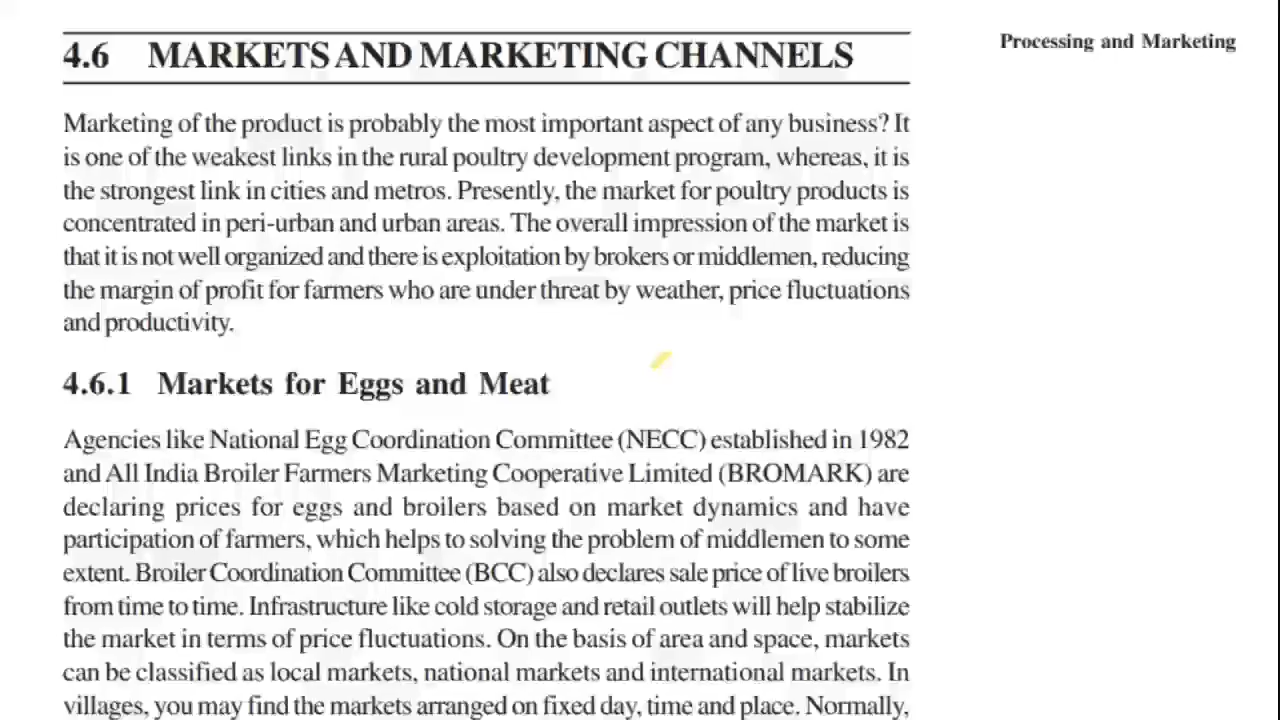 Processing and Marketing
4.6 MARKETS AND MARKETING CHANNELS
Marketing of the product is probably the most important aspect of any business? It
is one of the weakest links in the rural poultry development program, whereas, it is
the strongest link in cities and metros. Presently, the market for poultry products is
concentrated in peri-urban and urban areas. The overall impression of the market is
that it is not well organized and there is exploitation by brokers or middlemen, reducing
the margin of profit for farmers who are under threat by weather, price fluctuations
and productivity.
4.6.1 Markets for Eggs and Meat
Agencies like National Egg Coordination Committee (NECC) established in 1982
and All India Broiler Farmers Marketing Cooperative Limited (BROMARK) are
declaring prices for eggs and broilers based on market dynamics and have
participation of farmers, which helps to solving the problem of middlemen to some
extent. Broiler Coordination Committee (BCC) also declares sale price of live broilers
from time to time. Infrastructure like cold storage and retail outlets will help stabilize
the market in terms of price fluctuations. On the basis of area and space, markets
can be classified as local markets, national markets and international markets. In
villages, you may find the markets arranged on fixed day, time and place. Normally,